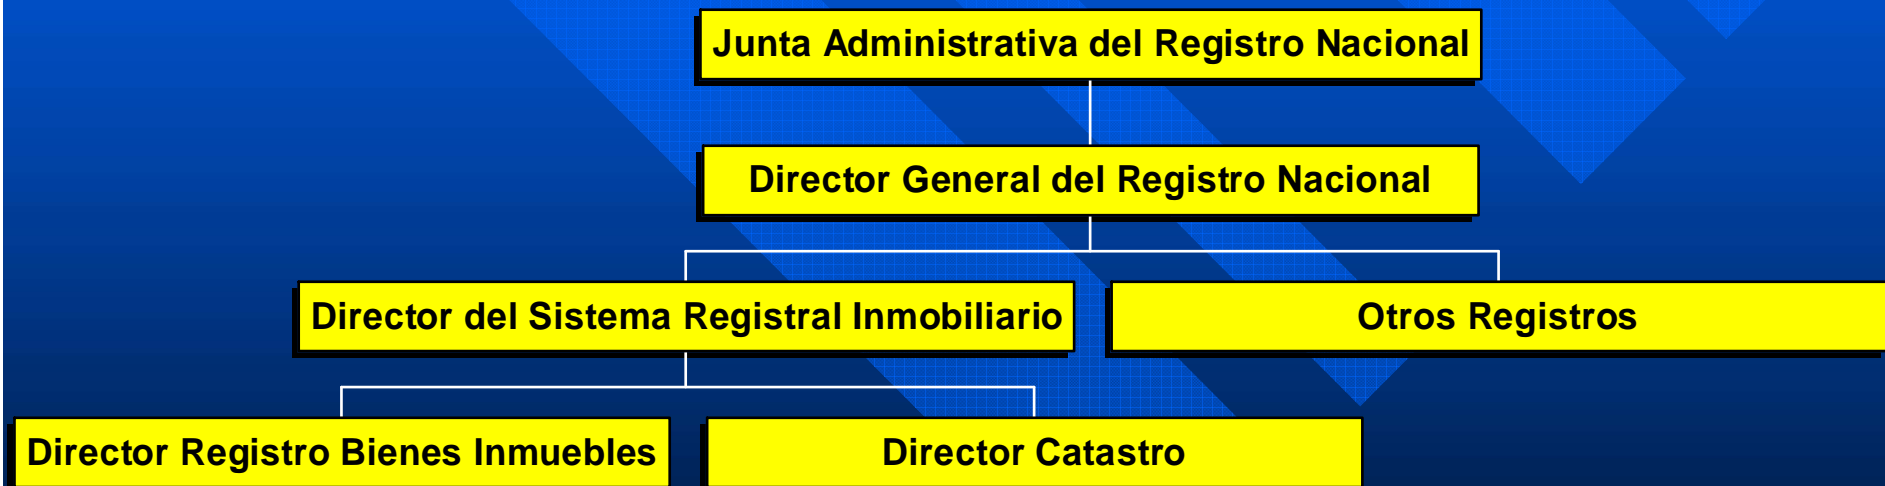 Junta Administrativa del Registro Nacional
Director General del Registro Nacional
Director del Sistema Registral Inmobiliario
Otros Registros
Director Registro Bienes Inmuebles
Director Catastro